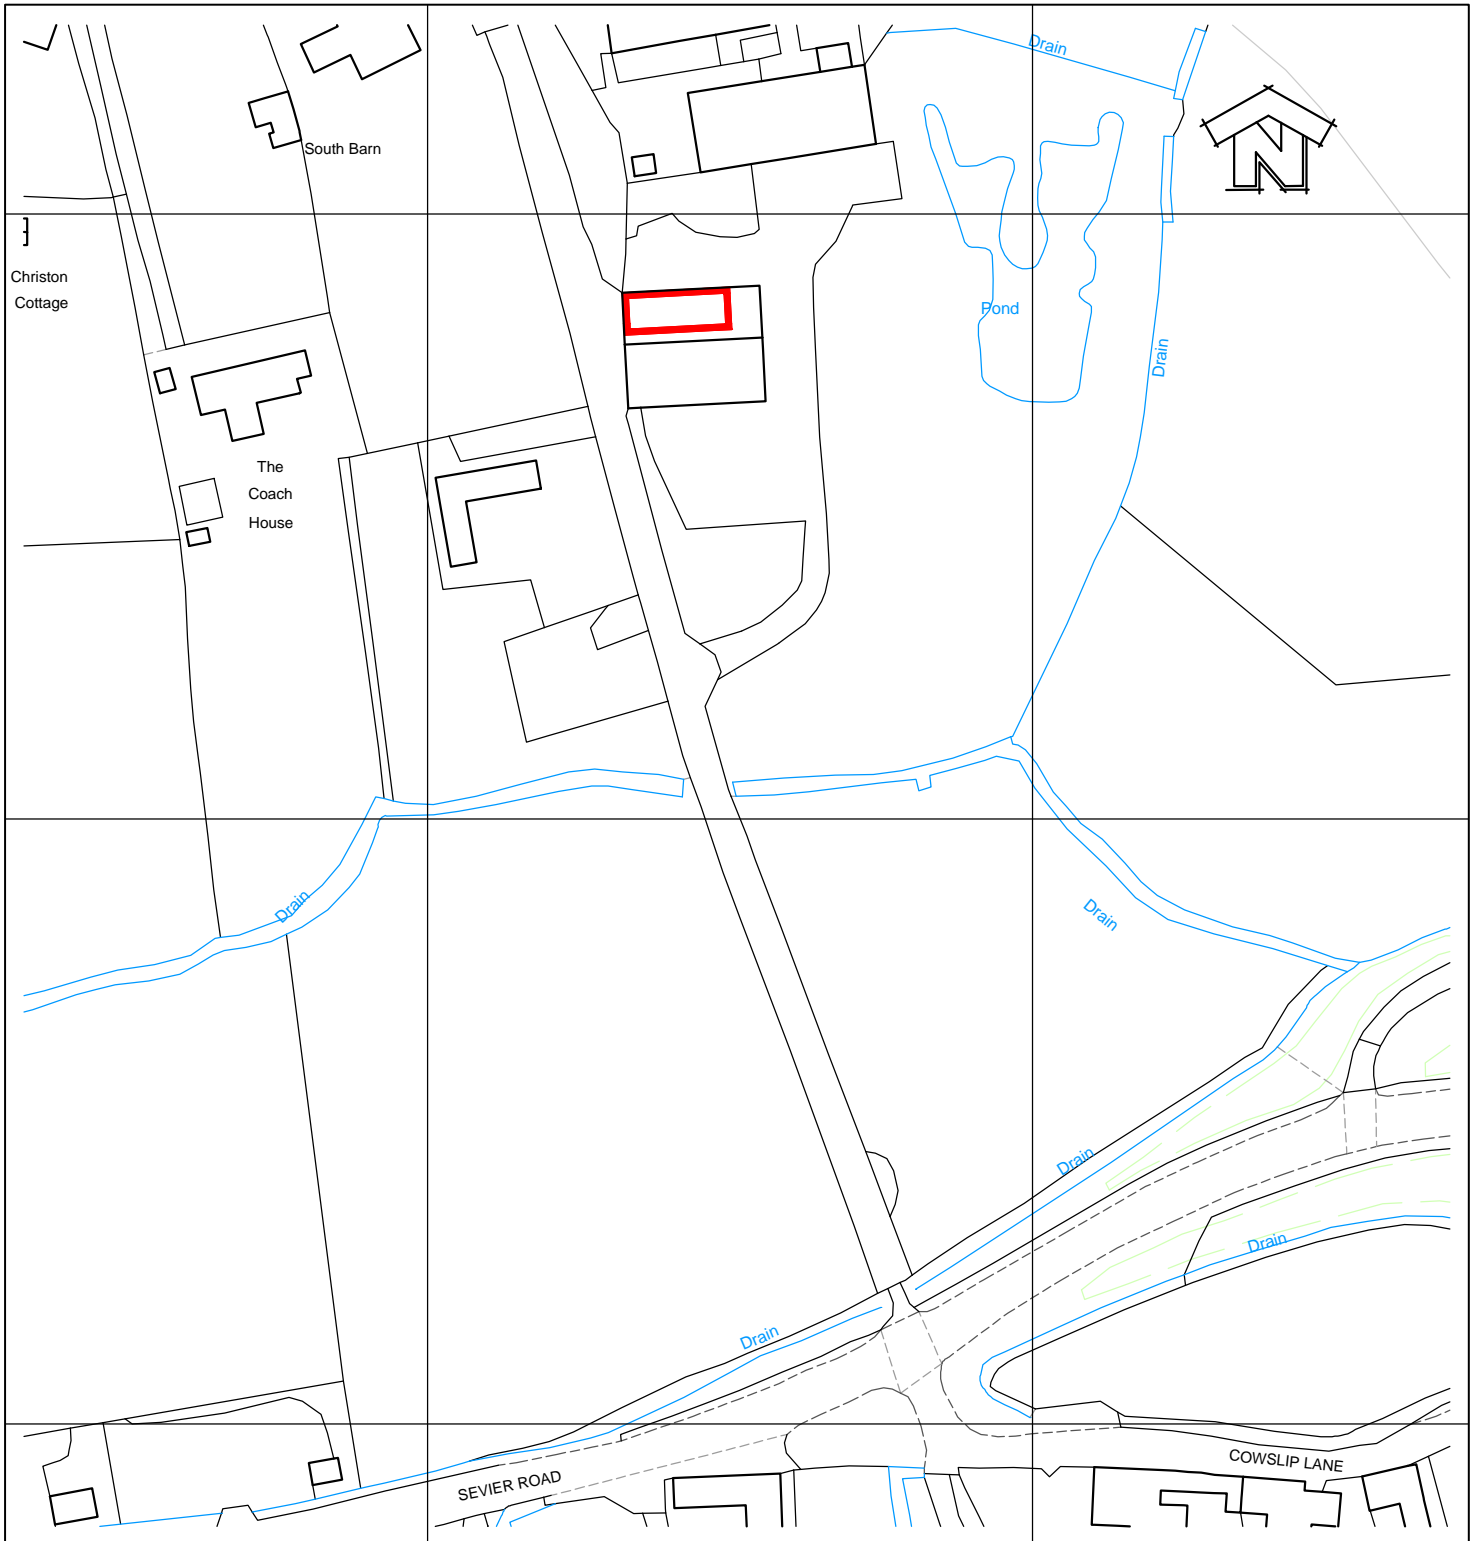 Drain
N
South Barn
Christon
Cottage
Pond
Drain
The
Coach
House
Drain
Drain
Drain
Drain
Drain
COWSLIP LANE
SEVIER ROAD